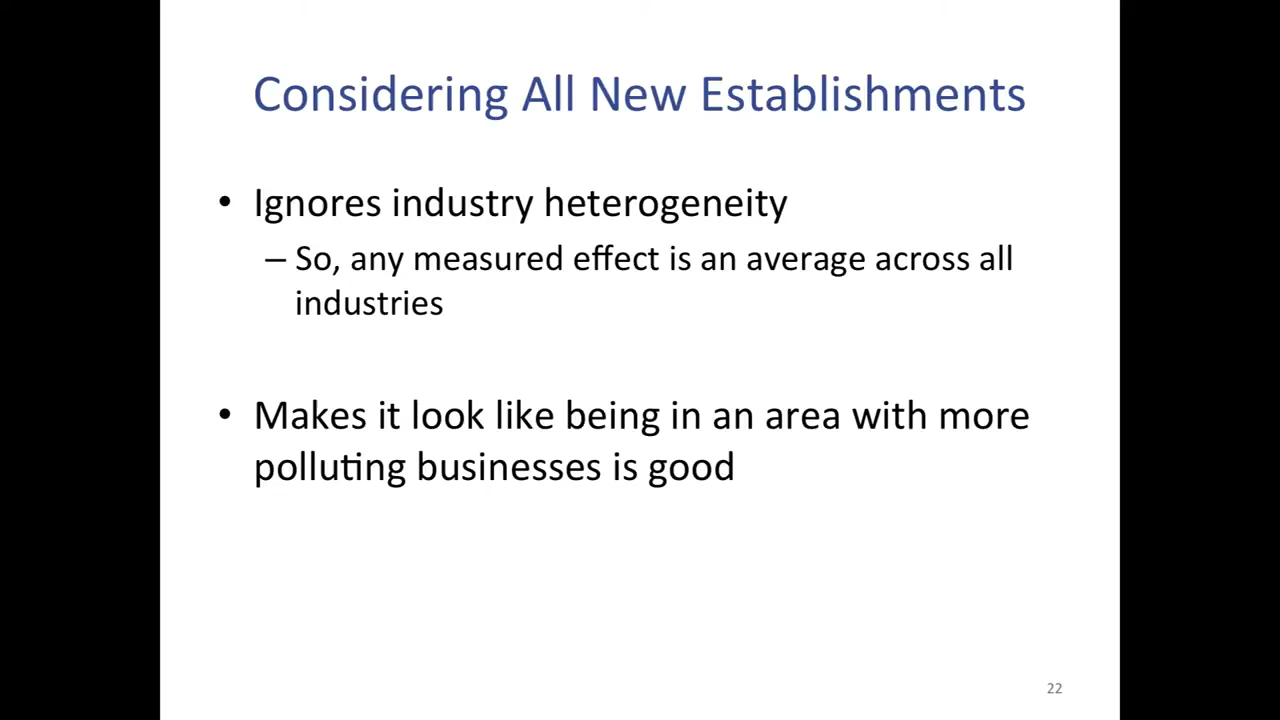 Considering All New Establishments
• Ignores industry heterogeneity
– So, any measured effect is an average across all
industries
• Makes it look like being in an area with more
polluting businesses is good
22